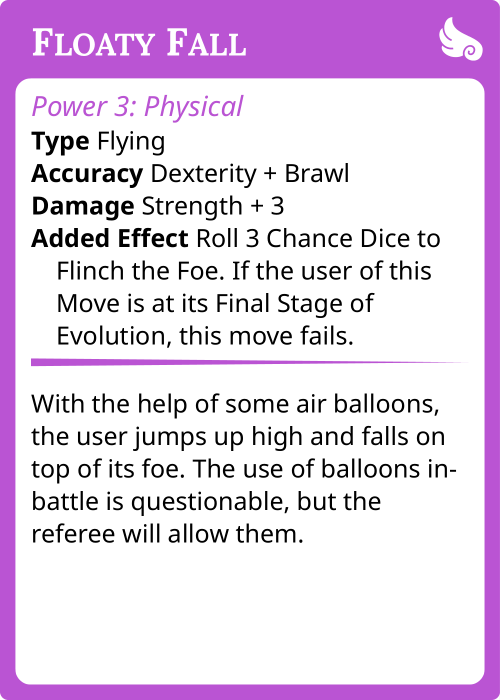 Floaty Fall
Power 3: Physical
Type Flying
Accuracy Dexterity + Brawl
Damage Strength + 3
Added Effect Roll 3 Chance Dice to
Flinch the Foe. If the user of this
Move is at its Final Stage of
Evolution, this move fails.
With the help of some air balloons,
the user jumps up high and falls on
top of its foe. The use of balloons in-
battle is questionable, but the
referee will allow them.